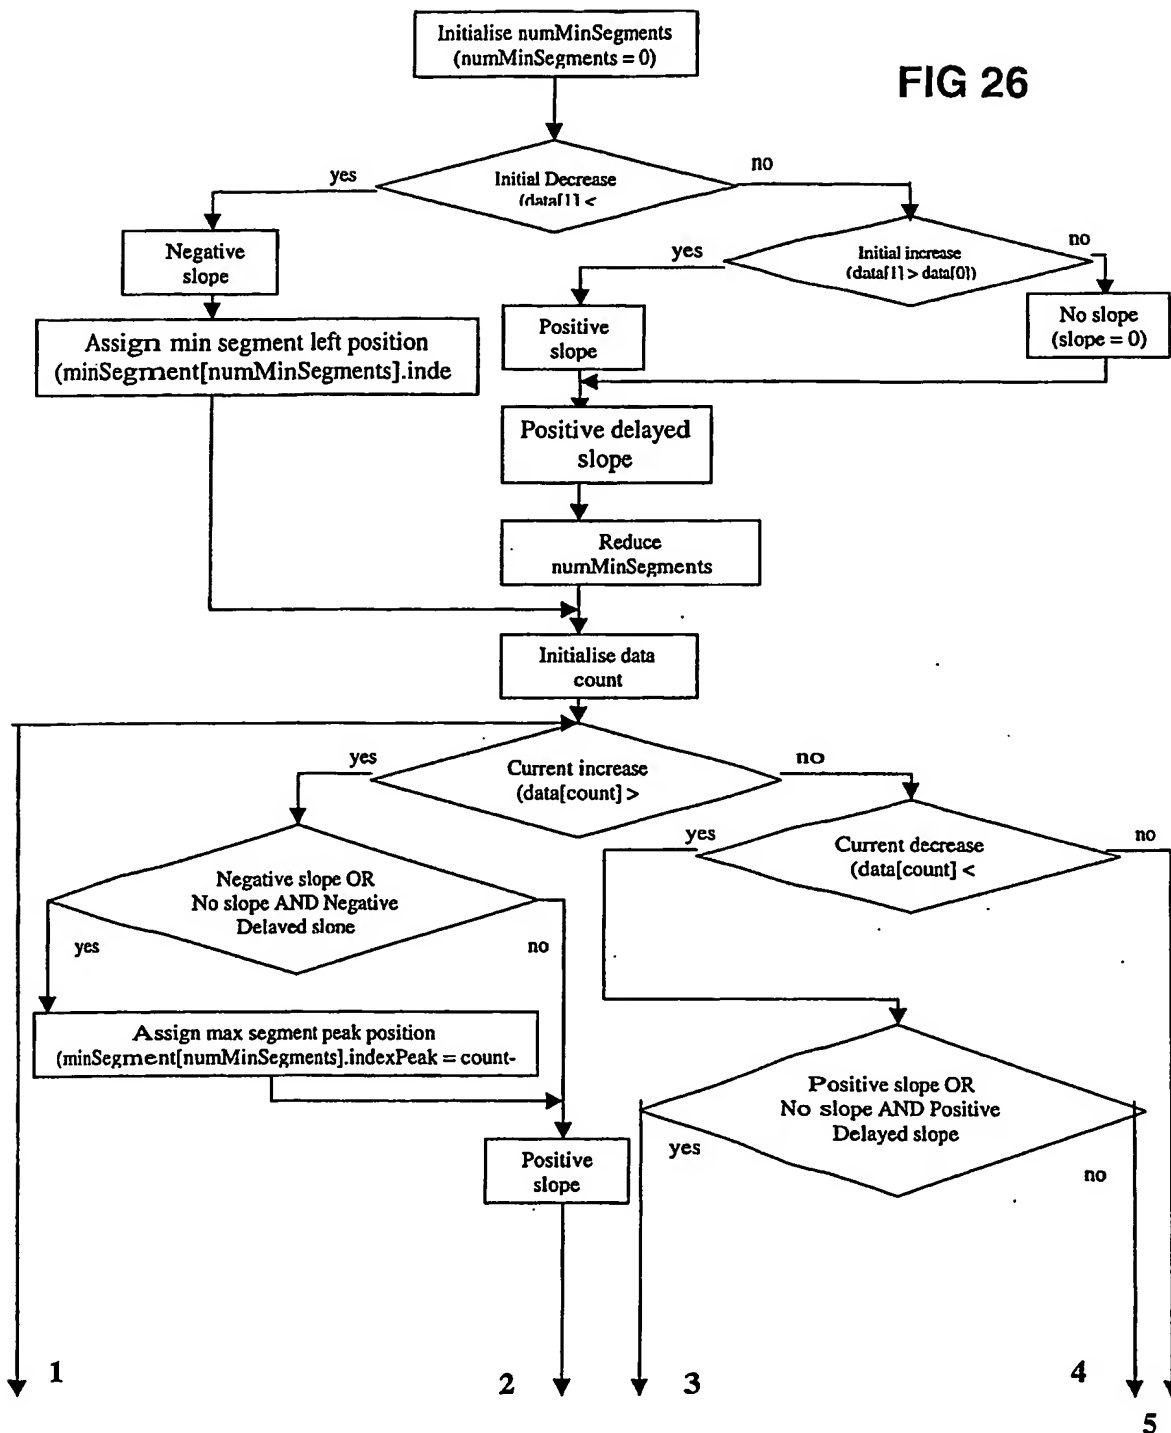 Initialise numMinSegments
(numMinSegments = 0)
FIG 26
yes
Initial Decrease
(data[1] <
no
Negative
slope
yes
Initial increase
(data[1] > data[0])
no
Assign min segment left position
(minSegment[numMinSegments].inde
Positive
slope
No slope
(slope = 0)
Positive delayed
slope
Reduce
numMinSegments
Initialise data
count
yes
Current increase
(data[count] >
no
yes
Current decrease
(data[count] <
no
Negative slope OR
No slope AND Negative
Delayed slope
yes
no
Assign max segment peak position
(minSegment[numMinSegments].indexPeak = count-
Positive slope OR
No slope AND Positive
Delayed slope
yes
no
Positive
slope
1
2
3
4
5